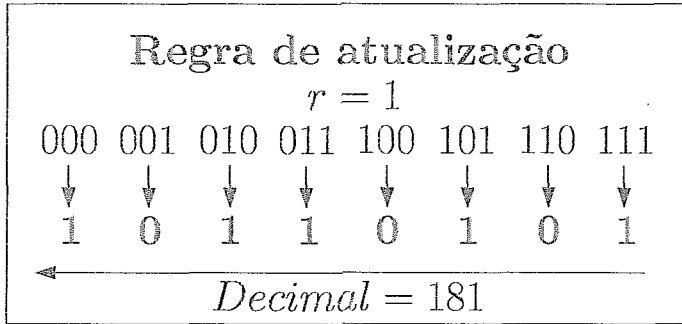 Regra de atualização
r = 1
000 001 010 011 100 101 110 111
1 0 1 1 0 1 0 1
Decimal = 181